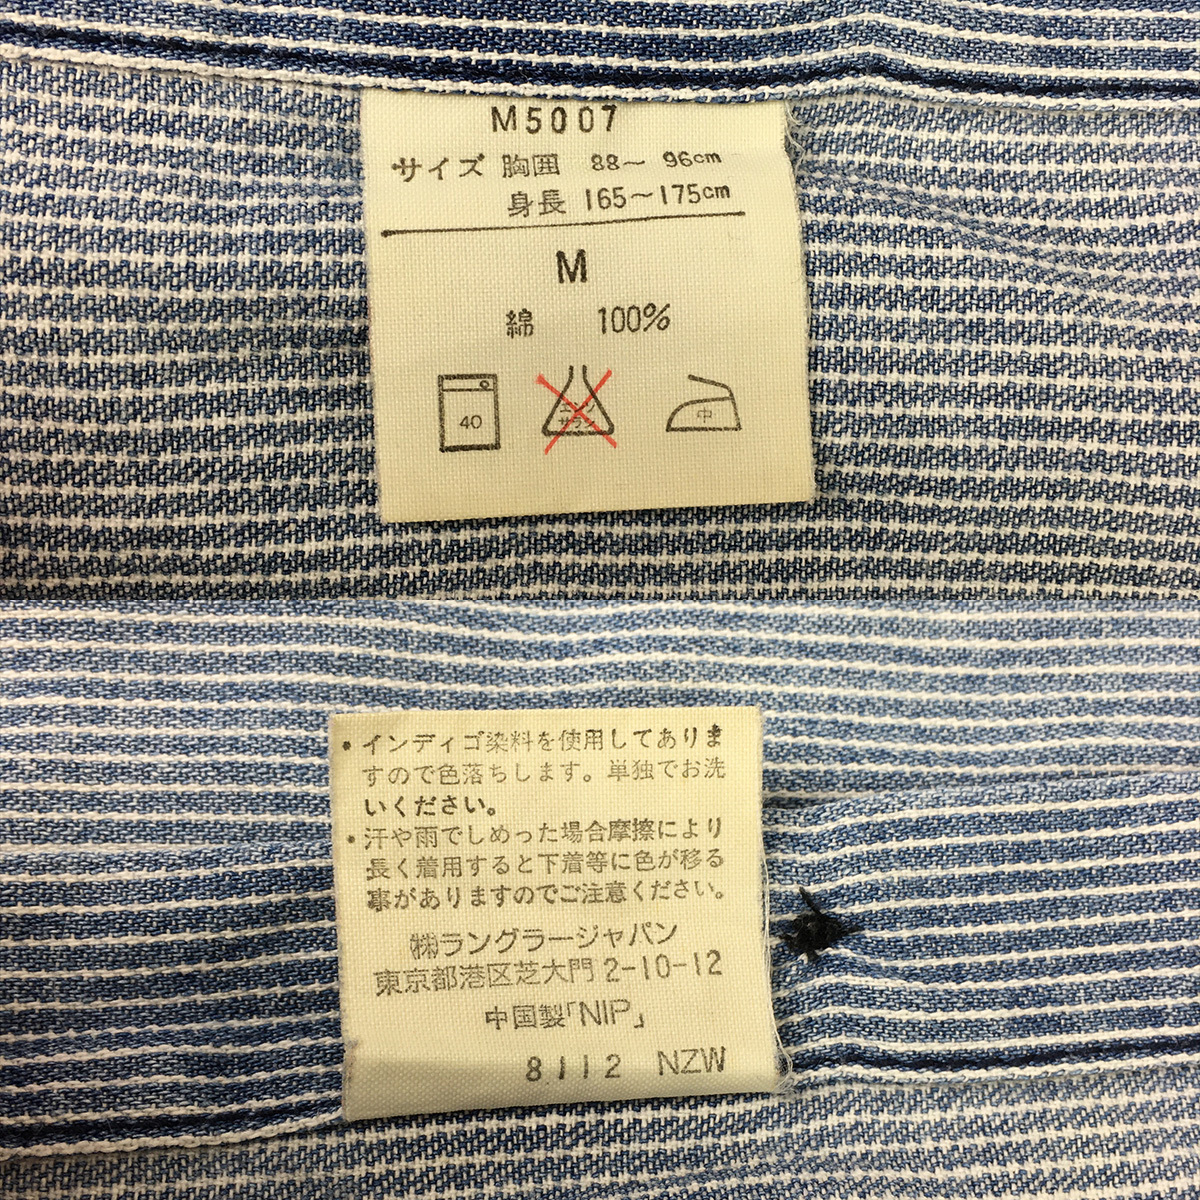 M5007
サイズ 胸囲 88～ 96cm
身長 165～175cm
M
綿 100%
40
エンソ
サラシ
中
・インディゴ染料を使用してありま
すので色落ちします。単独でお洗
いください。
・汗や雨でしめった場合摩擦により
長く着用すると下着等に色が移る
事がありますのでご注意ください。
㈱ラングラージャパン
東京都港区芝大門2-10-12
中国製「NIP」
8112 NZW